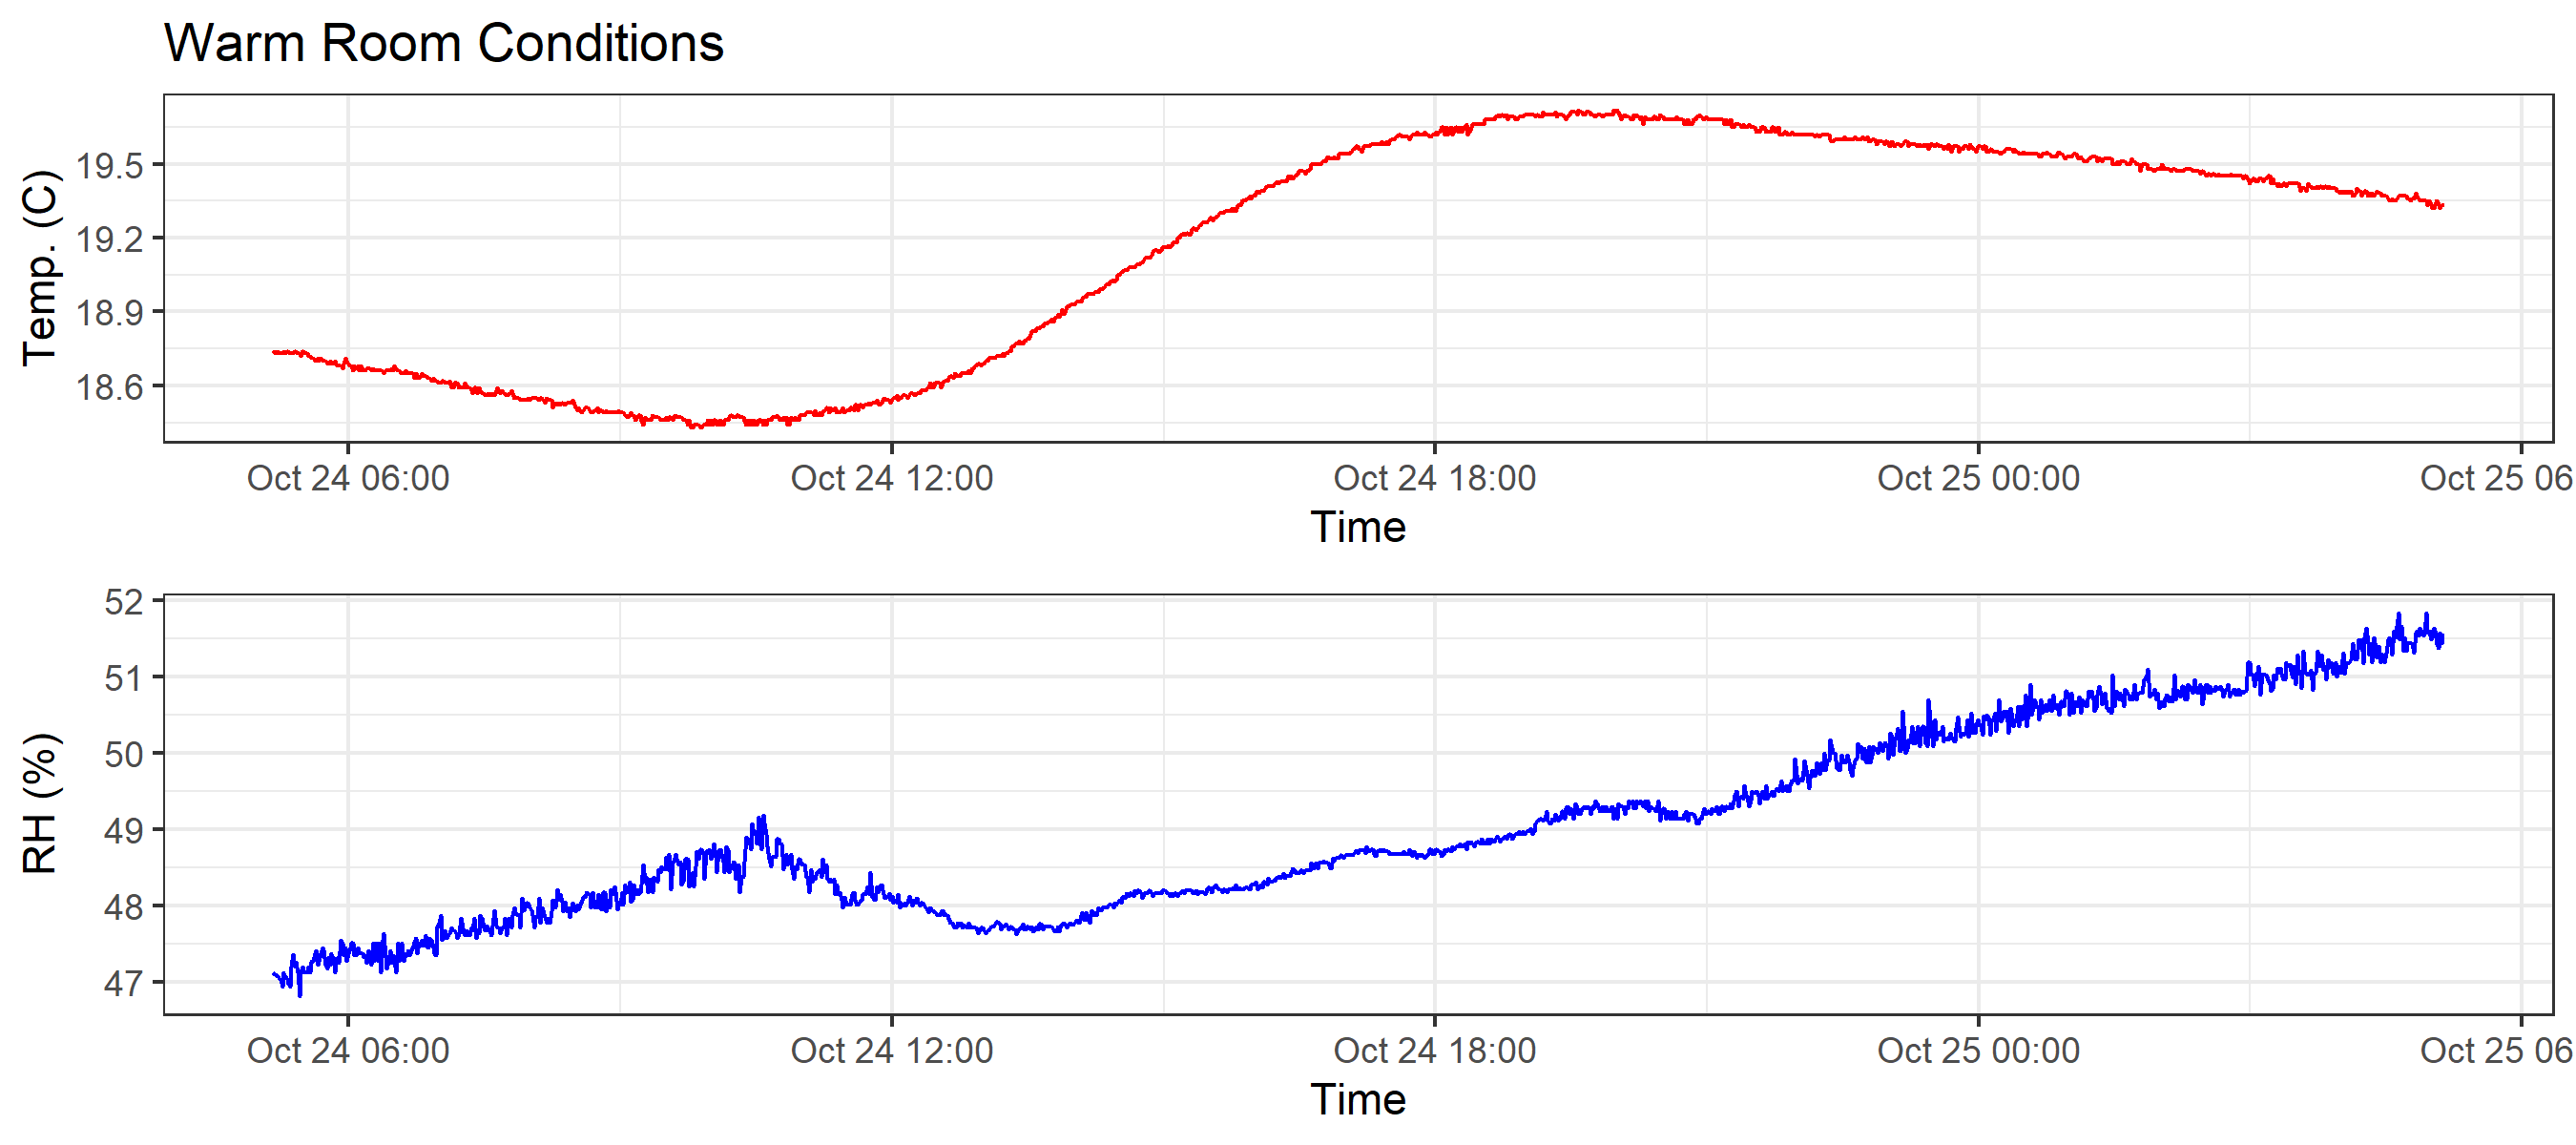 Warm Room Conditions
Temp. (C)
19.5
19.2
18.9
18.6
Oct 24 06:00 Oct 24 12:00 Oct 24 18:00 Oct 25 00:00 Oct 25 06
Time
RH (%)
52
51
50
49
48
47
Oct 24 06:00 Oct 24 12:00 Oct 24 18:00 Oct 25 00:00 Oct 25 06
Time